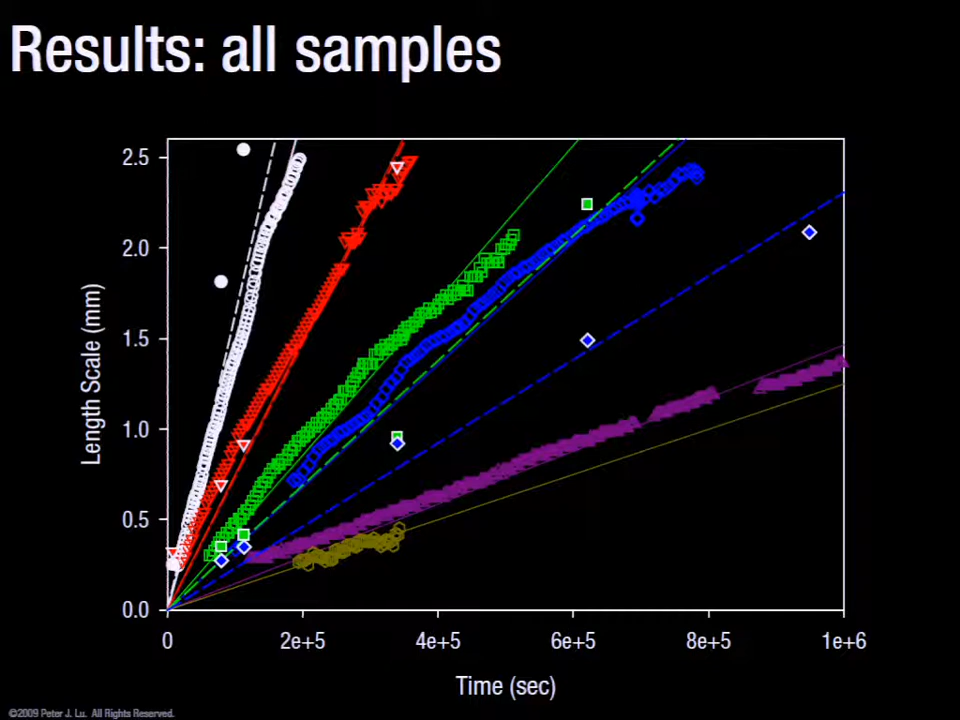 Results: all samples
2.5
2.0
1.5
1.0
0.5
0.0
Length Scale (mm)
0 2e+5 4e+5 6e+5 8e+5 1e+6
Time (sec)
©2009 Peter J. Lu. All Rights Reserved.